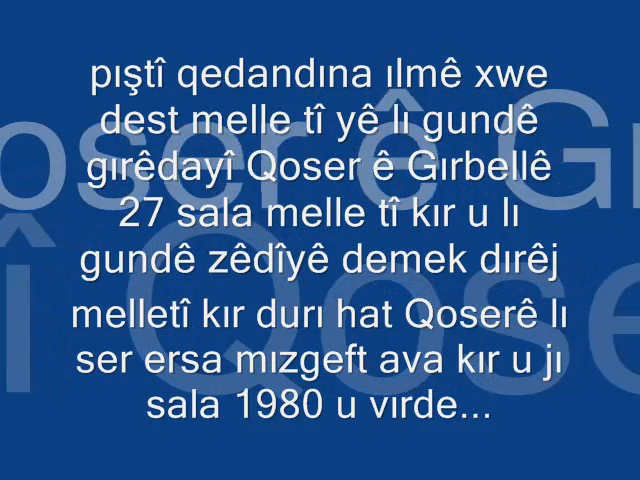 pıştî qedandına ılmê xwe
dest melle tî yê lı gundê
gırêdayî Qoser ê Gırbellê
27 sala melle tî kır u lı
gundê zêdîyê demek dırêj
melletî kır durı hat Qoserê lı
ser ersa mızgeft ava kır u jı
sala 1980 u vırde...